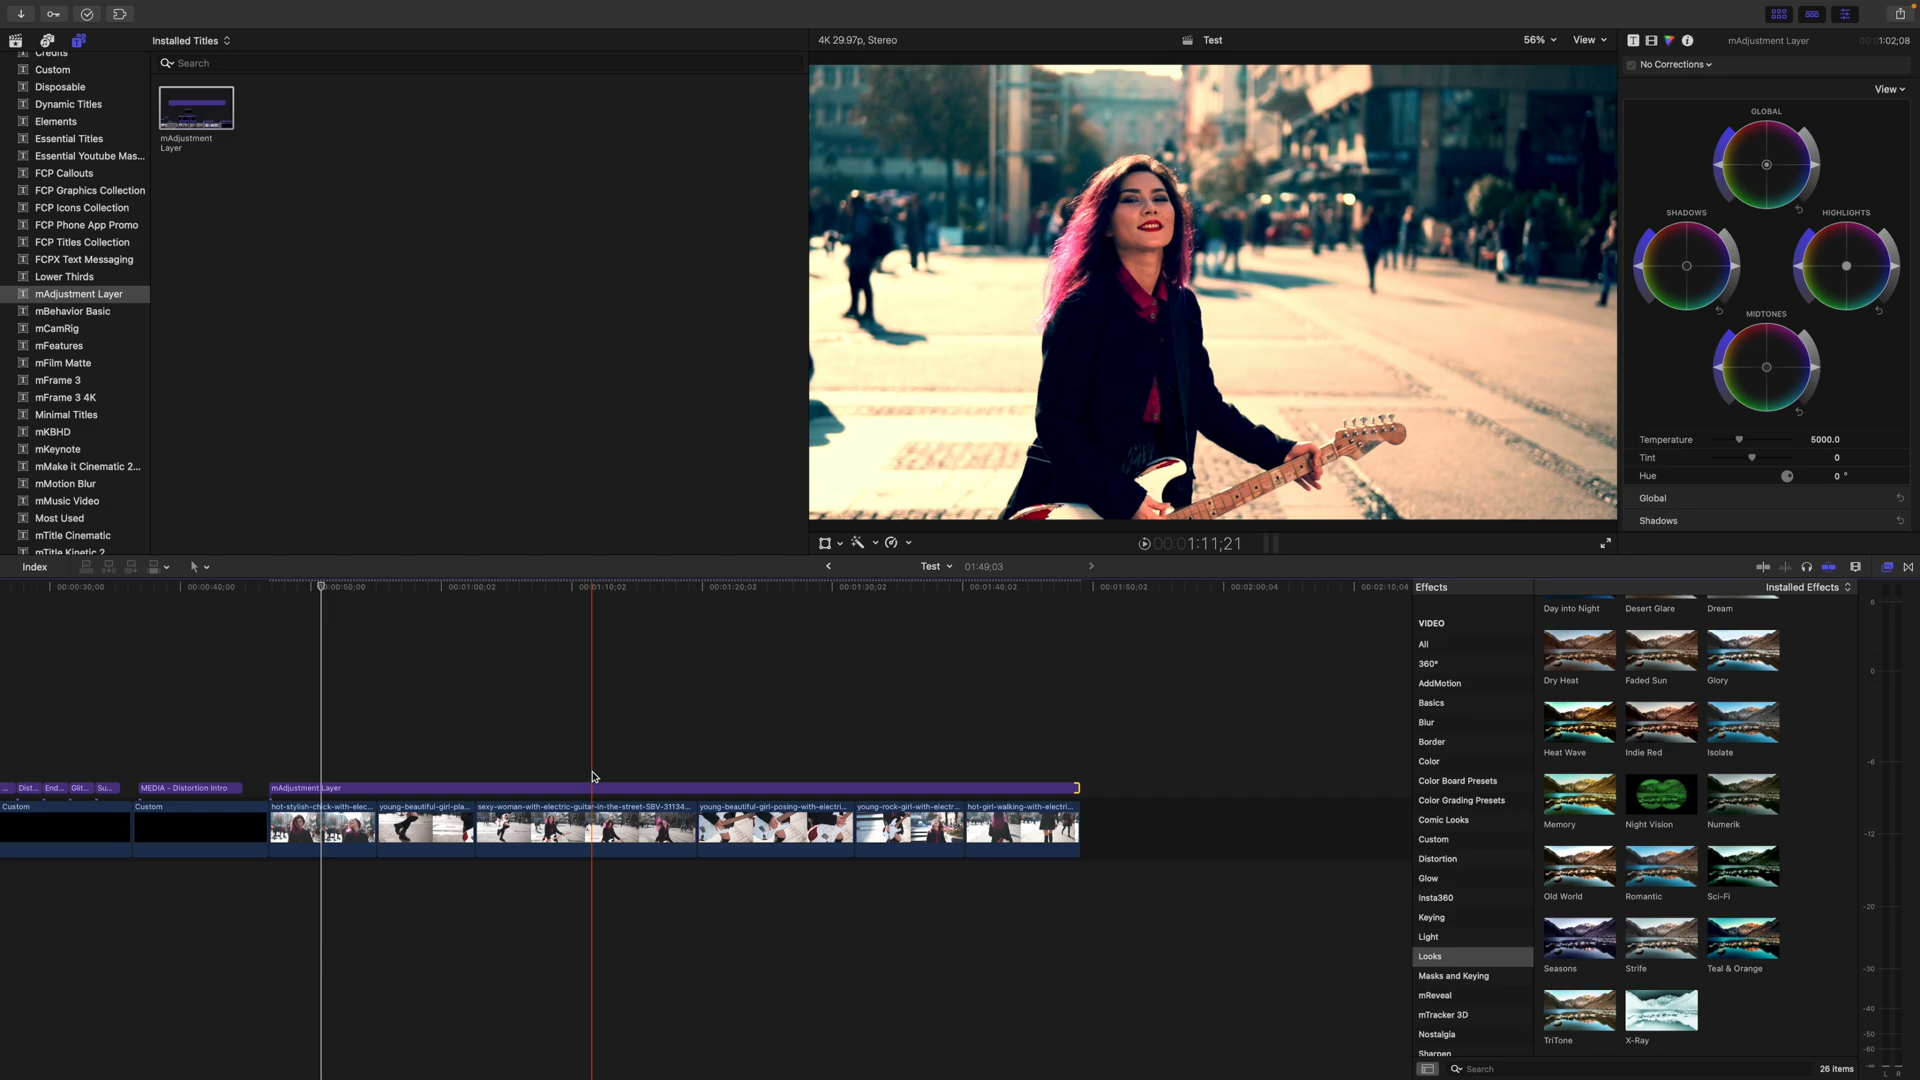 Installed Titles
4K 29.97p, Stereo
Test
56%
View
mAdjustment Layer
1:02;08
Credits
Custom
Disposable
Dynamic Titles
Elements
Essential Titles
Essential Youtube Mas...
FCP Callouts
FCP Graphics Collection
FCP Icons Collection
FCP Phone App Promo
FCP Titles Collection
FCPX Text Messaging
Lower Thirds
mAdjustment Layer
mBehavior Basic
mCamRig
mFeatures
mFilm Matte
mFrame 3
mFrame 3 4K
Minimal Titles
mKBHD
mKeynote
mMake it Cinematic 2...
mMotion Blur
mMusic Video
Most Used
mTitle Cinematic
mTitle Kinetic 2
Search
mAdjustment
Layer
No Corrections
View
GLOBAL
SHADOWS
HIGHLIGHTS
MIDTONES
Temperature 5000.0
Tint 0
Hue 0 °
Global
Shadows
00:00:01:11;21
Index
Test
01:49;03
00:00:30;00
00:00:40;00
00:00:50;00
00:01:00;02
00:01:10;02
00:01:20;02
00:01:30;02
00:01:40;02
00:01:50;02
00:02:00;04
00:02:10;04
...
Dist...
End...
Glit...
Su...
MEDIA - Distortion Intro
mAdjustment Layer
Custom
Custom
hot-stylish-chick-with-elec...
young-beautiful-girl-pla...
sexy-woman-with-electric-guitar-in-the-street-SBV-31134...
young-beautiful-girl-posing-with-electri...
young-rock-girl-with-electr...
hot-girl-walking-with-electri...
Effects
Installed Effects
VIDEO
All
360°
AddMotion
Basics
Blur
Border
Color
Color Board Presets
Color Grading Presets
Comic Looks
Custom
Distortion
Glow
Insta360
Keying
Light
Looks
Masks and Keying
mReveal
mTracker 3D
Nostalgia
Sharpen
Day into Night
Desert Glare
Dream
Dry Heat
Faded Sun
Glory
Heat Wave
Indie Red
Isolate
Memory
Night Vision
Numerik
Old World
Romantic
Sci-Fi
Seasons
Strife
Teal & Orange
TriTone
X-Ray
Search
26 items
6
0
-6
-12
-20
-30
-40
-50
-60
-∞
L R